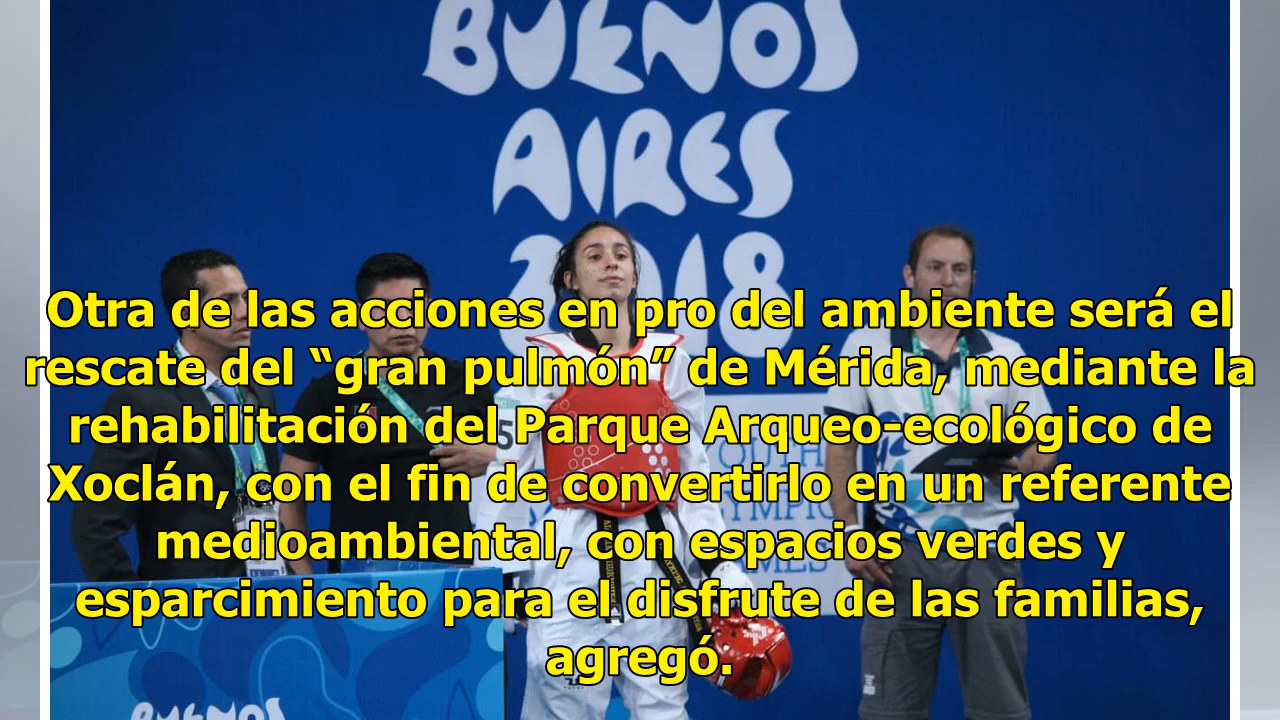 BUENOS
AIRES
2018
Otra de las acciones en pro del ambiente será el
rescate del “gran pulmón” de Mérida, mediante la
rehabilitación del Parque Arqueo-ecológico de
Xoclán, con el fin de convertirlo en un referente
medioambiental, con espacios verdes y
esparcimiento para el disfrute de las familias,
agregó.
BUENOS